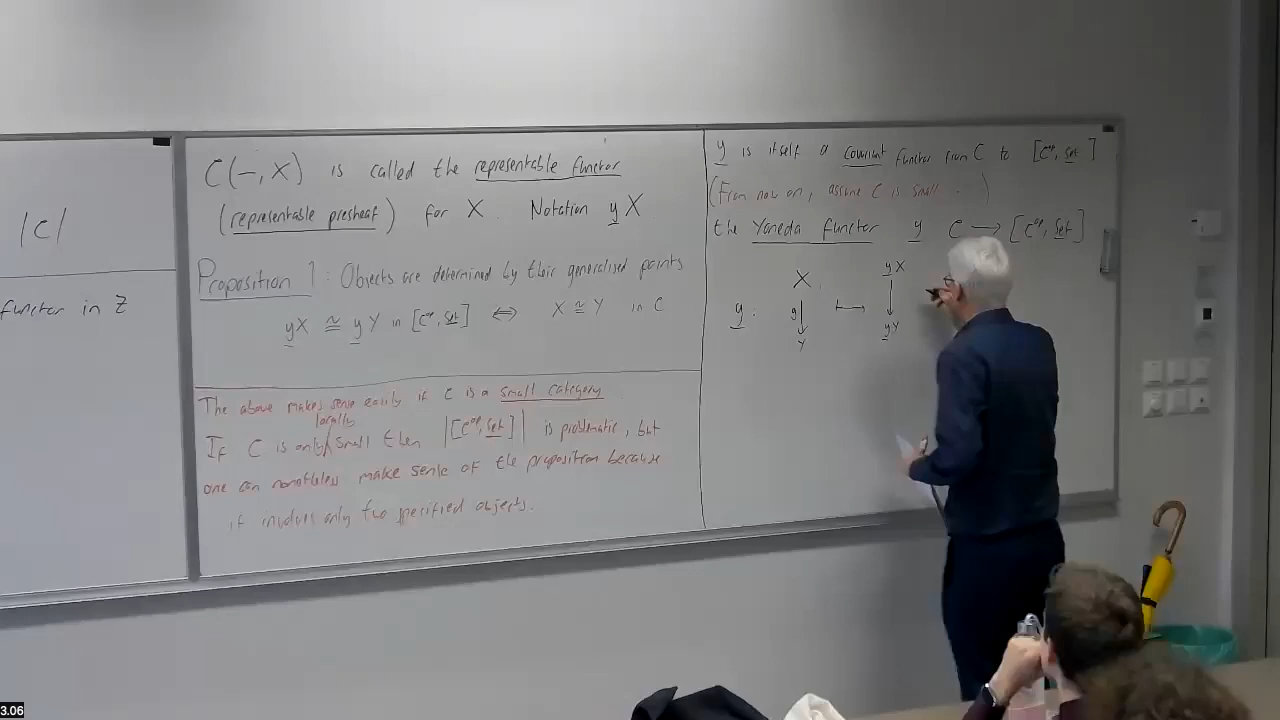 |C|
functor in Z
C(-, X) is called the representable functor
(representable presheaf) for X. Notation y X
Proposition 1: Objects are determined by their generalised points
yX ≅ yY in [C^op, Set] ⇔ X ≅ Y in C
The above makes sense easily if C is a small category
locally
If C is only small then |[C^op, Set]| is problematic, but
one can nonetheless make sense of the proposition because
it involves only two specified objects.
y is itself a covariant functor from C to [C^op, Set]
(From now on, assume C is small.)
the Yoneda functor y C → [C^op, Set]
X yX
y: g ↓ ↦ ↓
Y yY
3.06